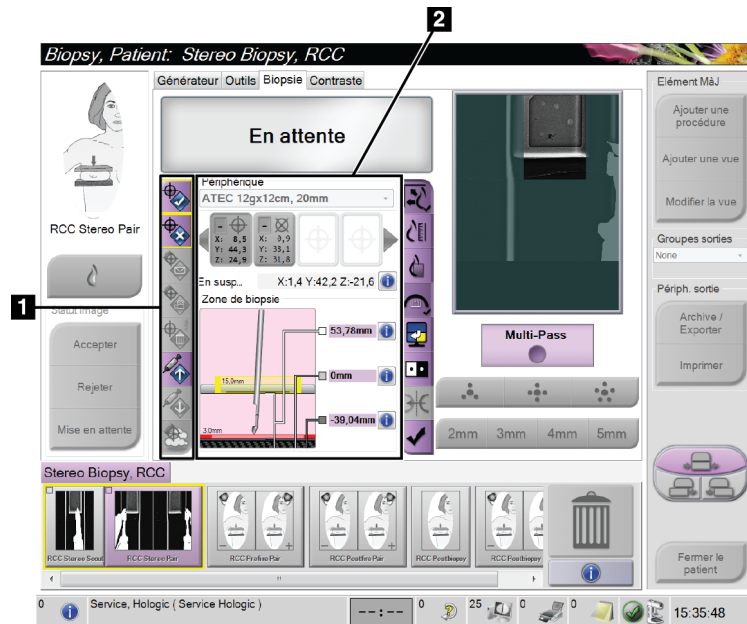 2
Biopsy, Patient: Stereo Biopsy, RCC
Générateur Outils Biopsie Contraste
Elément MàJ
En attente
Ajouter une
procédure
Ajouter une vue
Modifier la vue
Périphérique
ATEC 12gx12cm, 20mm
RCC Stereo Pair
- -
X: 8,5 X: 0,9
Y: 44,3 Y: 38,1
Z: 24,9 Z: 31,8
Groupes sorties
None
En susp... X:1,4 Y:42,2 Z:-21,6
Périph. sortie
1
Zone de biopsie
Statut image
53,78mm
Archive /
Exporter
Multi-Pass
Accepter
15,0mm
0mm
Imprimer
Rejeter
-39,04mm
Mise en attente
3.0mm
2mm 3mm 4mm 5mm
Stereo Biopsy, RCC
RCC Stereo Scout RCC Stereo Pair RCC Prefire Pair RCC Postfire Pair RCC Postbiopsy RCC Postbiopsy
Fermer le
patient
0 Service, Hologic ( Service Hologic ) --:-- 0 25 0 0 15:35:48